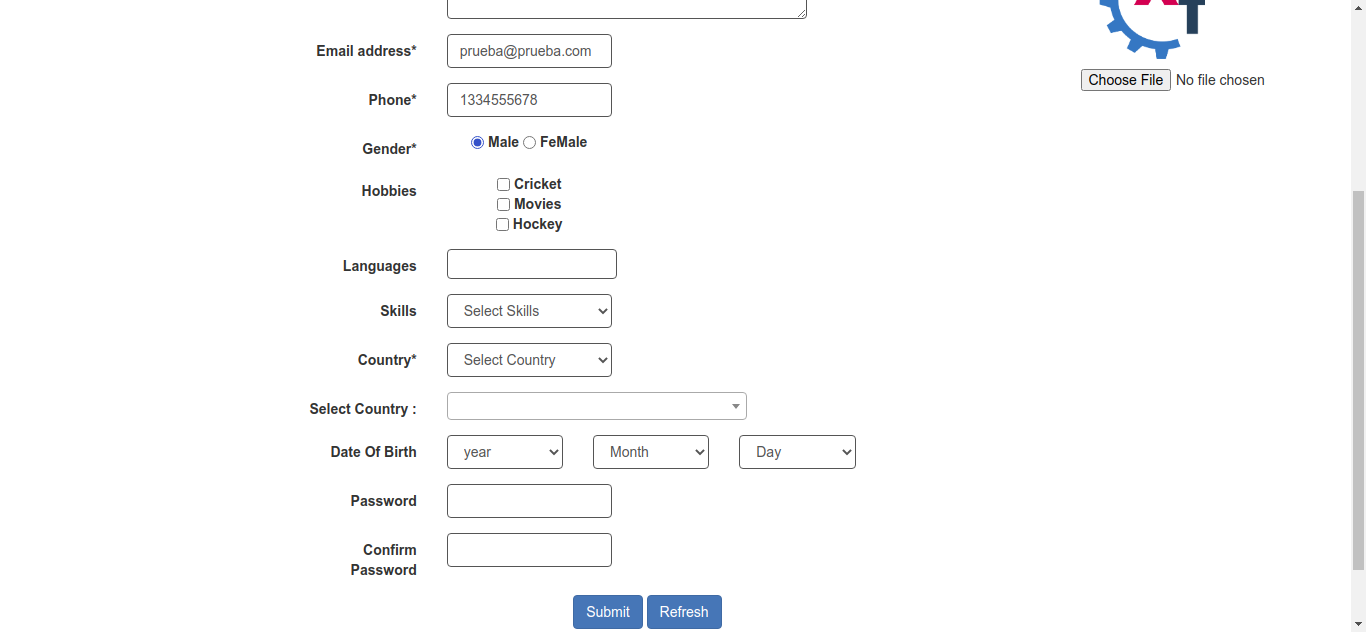 Email address* prueba@prueba.com
Choose File No file chosen
Phone* 1334555678
Gender* Male FeMale
Hobbies Cricket
Movies
Hockey
Languages
Skills Select Skills
Country* Select Country
Select Country :
Date Of Birth year Month Day
Password
Confirm
Password
Submit Refresh